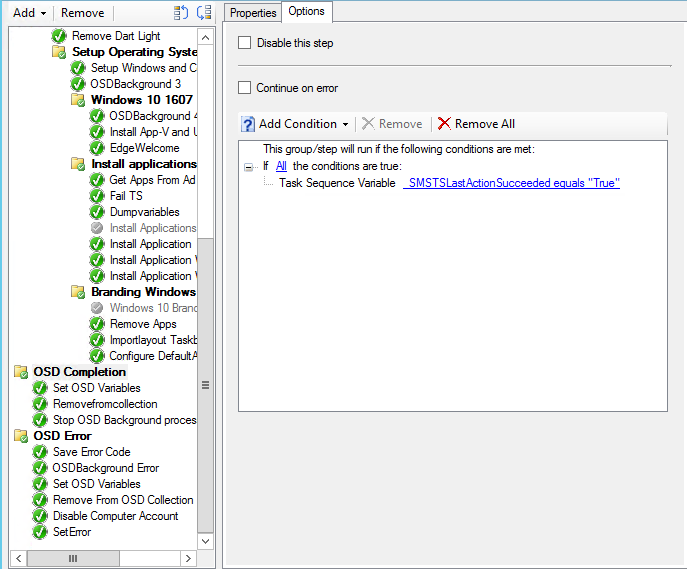 Add
Remove
Remove Dart Light
Setup Operating Syste
Setup Windows and C
OSDBackground 3
Windows 10 1607
OSDBackground 4
Install App-V and U
EdgeWelcome
Install applications
Get Apps From Ad
Fail TS
Dumpvariables
Install Applications
Install Application
Install Application
Install Application
Branding Windows
Windows 10 Bran
Remove Apps
Importlayout Taskb
Configure DefaultA
OSD Completion
Set OSD Variables
Removefromcollection
Stop OSD Background proces
OSD Error
Save Error Code
OSDBackground Error
Set OSD Variables
Remove From OSD Collection
Disable Computer Account
SetError
Properties
Options
Disable this step
Continue on error
Add Condition
Remove
Remove All
This group/step will run if the following conditions are met:
If All the conditions are true:
Task Sequence Variable SMSTSLastActionSucceeded equals "True"